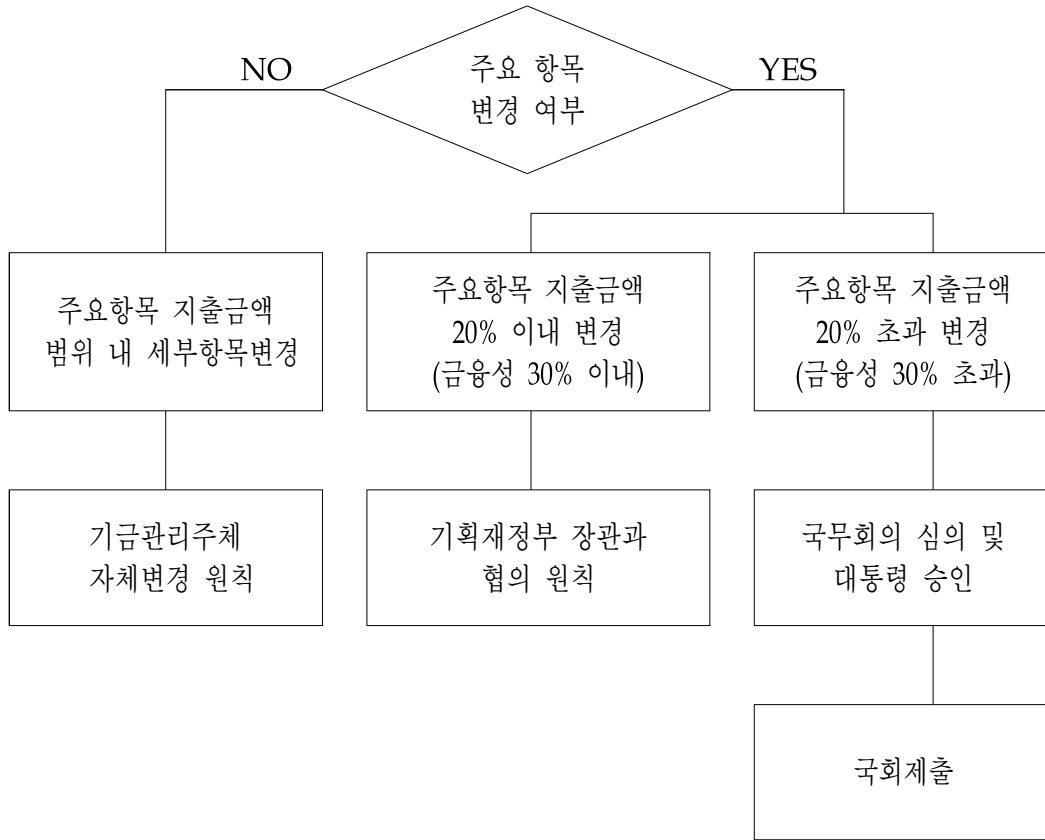 주요 항목
변경 여부
NO
YES
주요항목 지출금액
범위 내 세부항목변경
주요항목 지출금액
20% 이내 변경
(금융성 30% 이내)
주요항목 지출금액
20% 초과 변경
(금융성 30% 초과)
기금관리주체
자체변경 원칙
기획재정부 장관과
협의 원칙
국무회의 심의 및
대통령 승인
국회제출